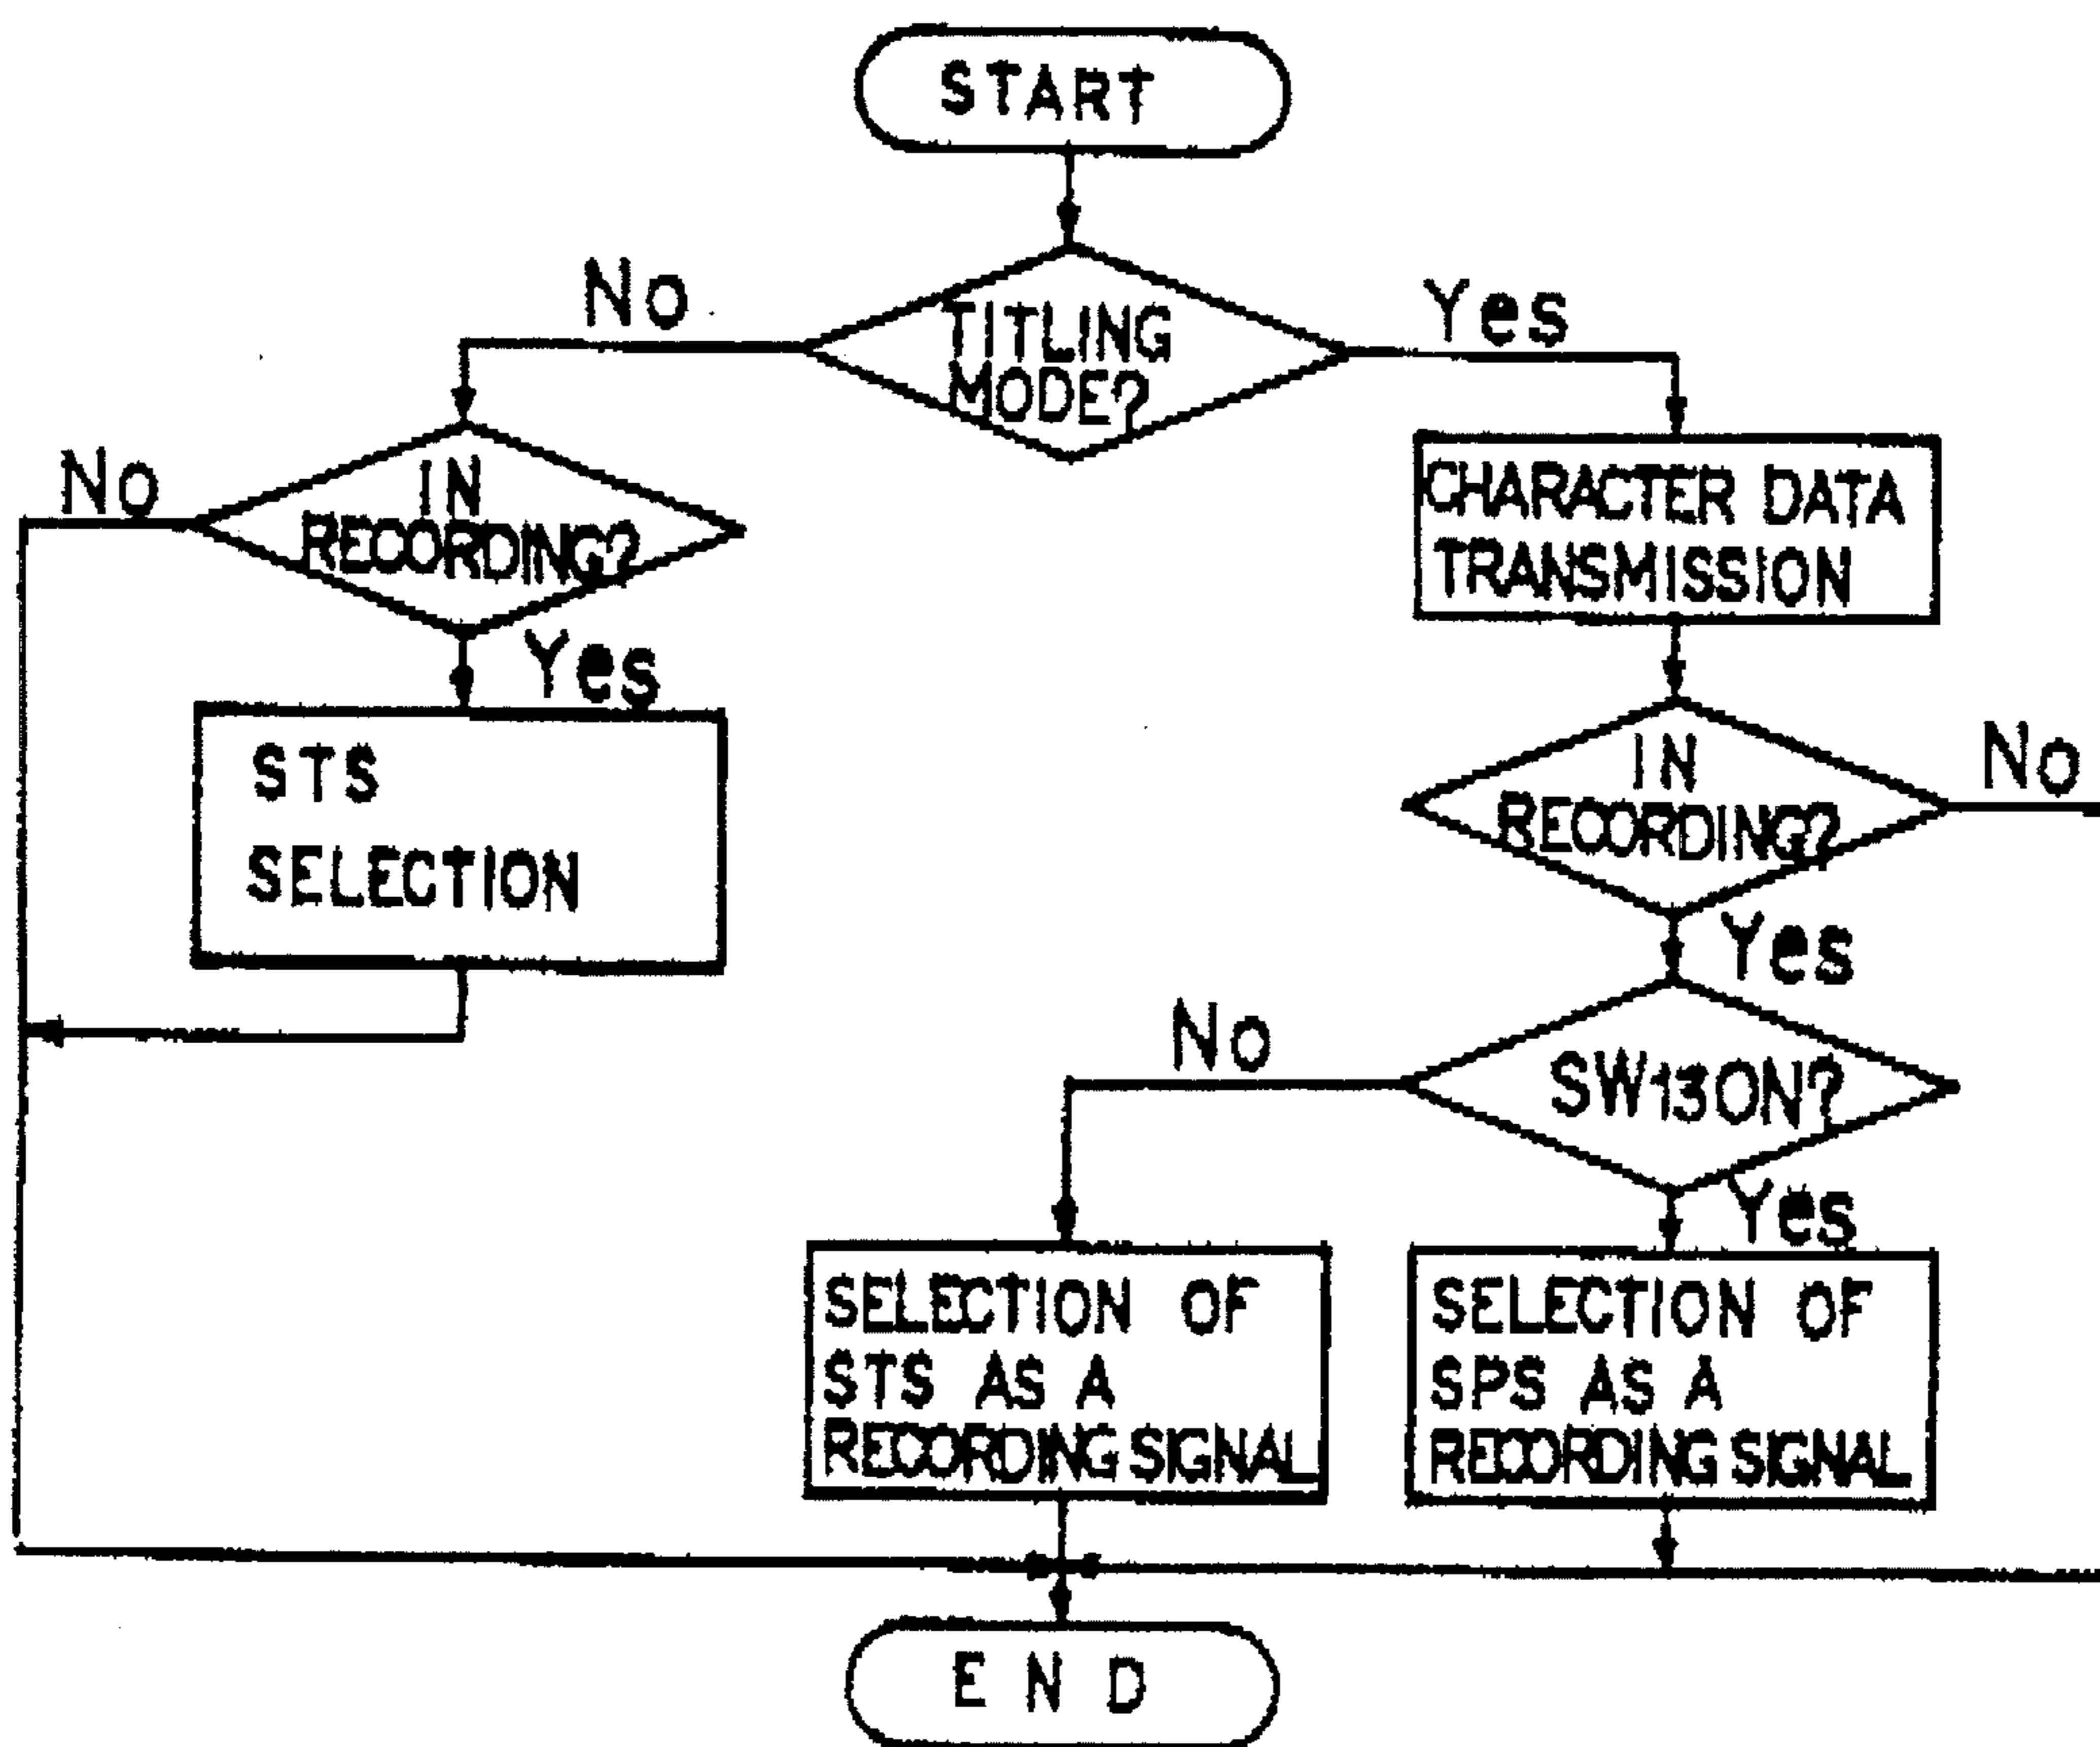 START
No
TITLING
MODE?
Yes
No
IN
RECORDING?
Yes
CHARACTER DATA
TRANSMISSION
STS
SELECTION
IN
RECORDING?
No
Yes
No
SW13ON?
Yes
SELECTION OF
STS AS A
RECORDING SIGNAL
SELECTION OF
SPS AS A
RECORDING SIGNAL
END